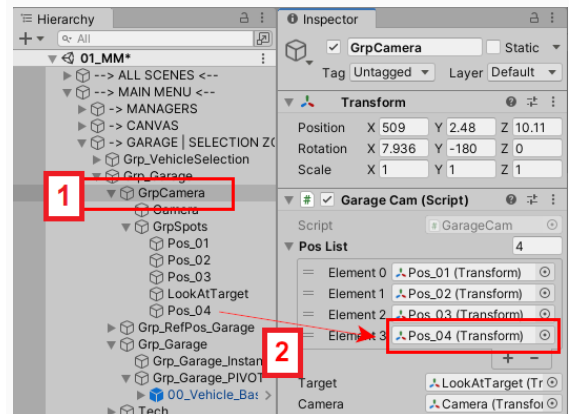 Hierarchy
All
01_MM*
--> ALL SCENES <--
--> MAIN MENU <--
-> MANAGERS
-> CANVAS
-> GARAGE | SELECTION ZO
Grp_VehicleSelection
Grp_Garage
GrpCamera
Camera
GrpSpots
Pos_01
Pos_02
Pos_03
LookAtTarget
Pos_04
Grp_RefPos_Garage
Grp_Garage
Grp_Garage_Instan
Grp_Garage_PIVOT
00_Vehicle_Bas
Tech
1
2
Inspector
GrpCamera
Static
Tag Untagged Layer Default
Transform
Position X 509 Y 2.48 Z 10.11
Rotation X 7.936 Y -180 Z 0
Scale X 1 Y 1 Z 1
# Garage Cam (Script)
Script GarageCam
Pos List 4
Element 0 Pos_01 (Transform)
Element 1 Pos_02 (Transform)
Element 2 Pos_03 (Transform)
Element 3 Pos_04 (Transform)
+ -
Target LookAtTarget (Tr
Camera Camera (Transfo